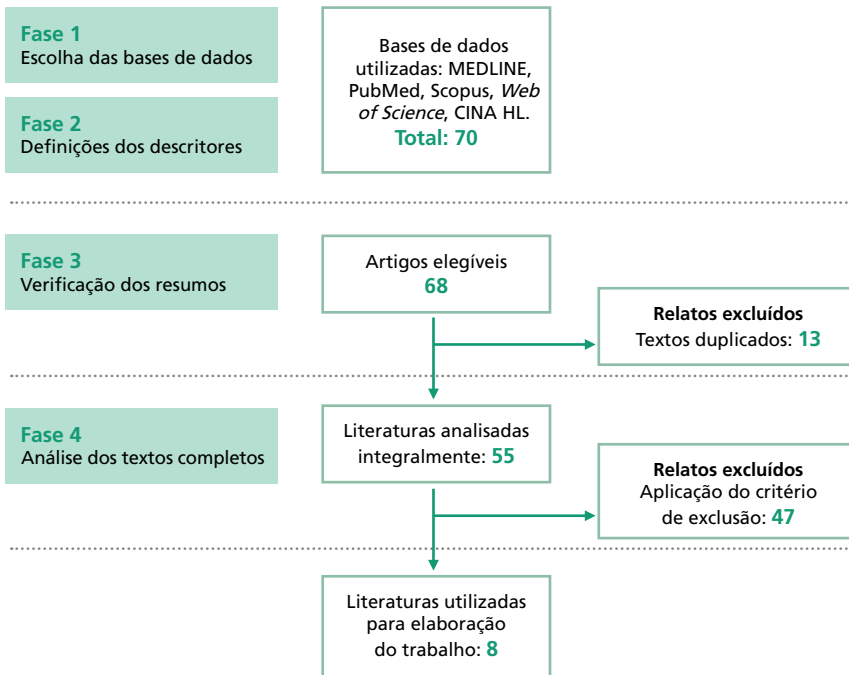 Fase 1
Escolha das bases de dados
Fase 2
Definições dos descritores
Bases de dados
utilizadas: MEDLINE,
PubMed, Scopus, Web
of Science, CINA HL.
Total: 70
Fase 3
Verificação dos resumos
Artigos elegíveis
68
Relatos excluídos
Textos duplicados: 13
Fase 4
Análise dos textos completos
Literaturas analisadas
integralmente: 55
Relatos excluídos
Aplicação do critério
de exclusão: 47
Literaturas utilizadas
para elaboração
do trabalho: 8